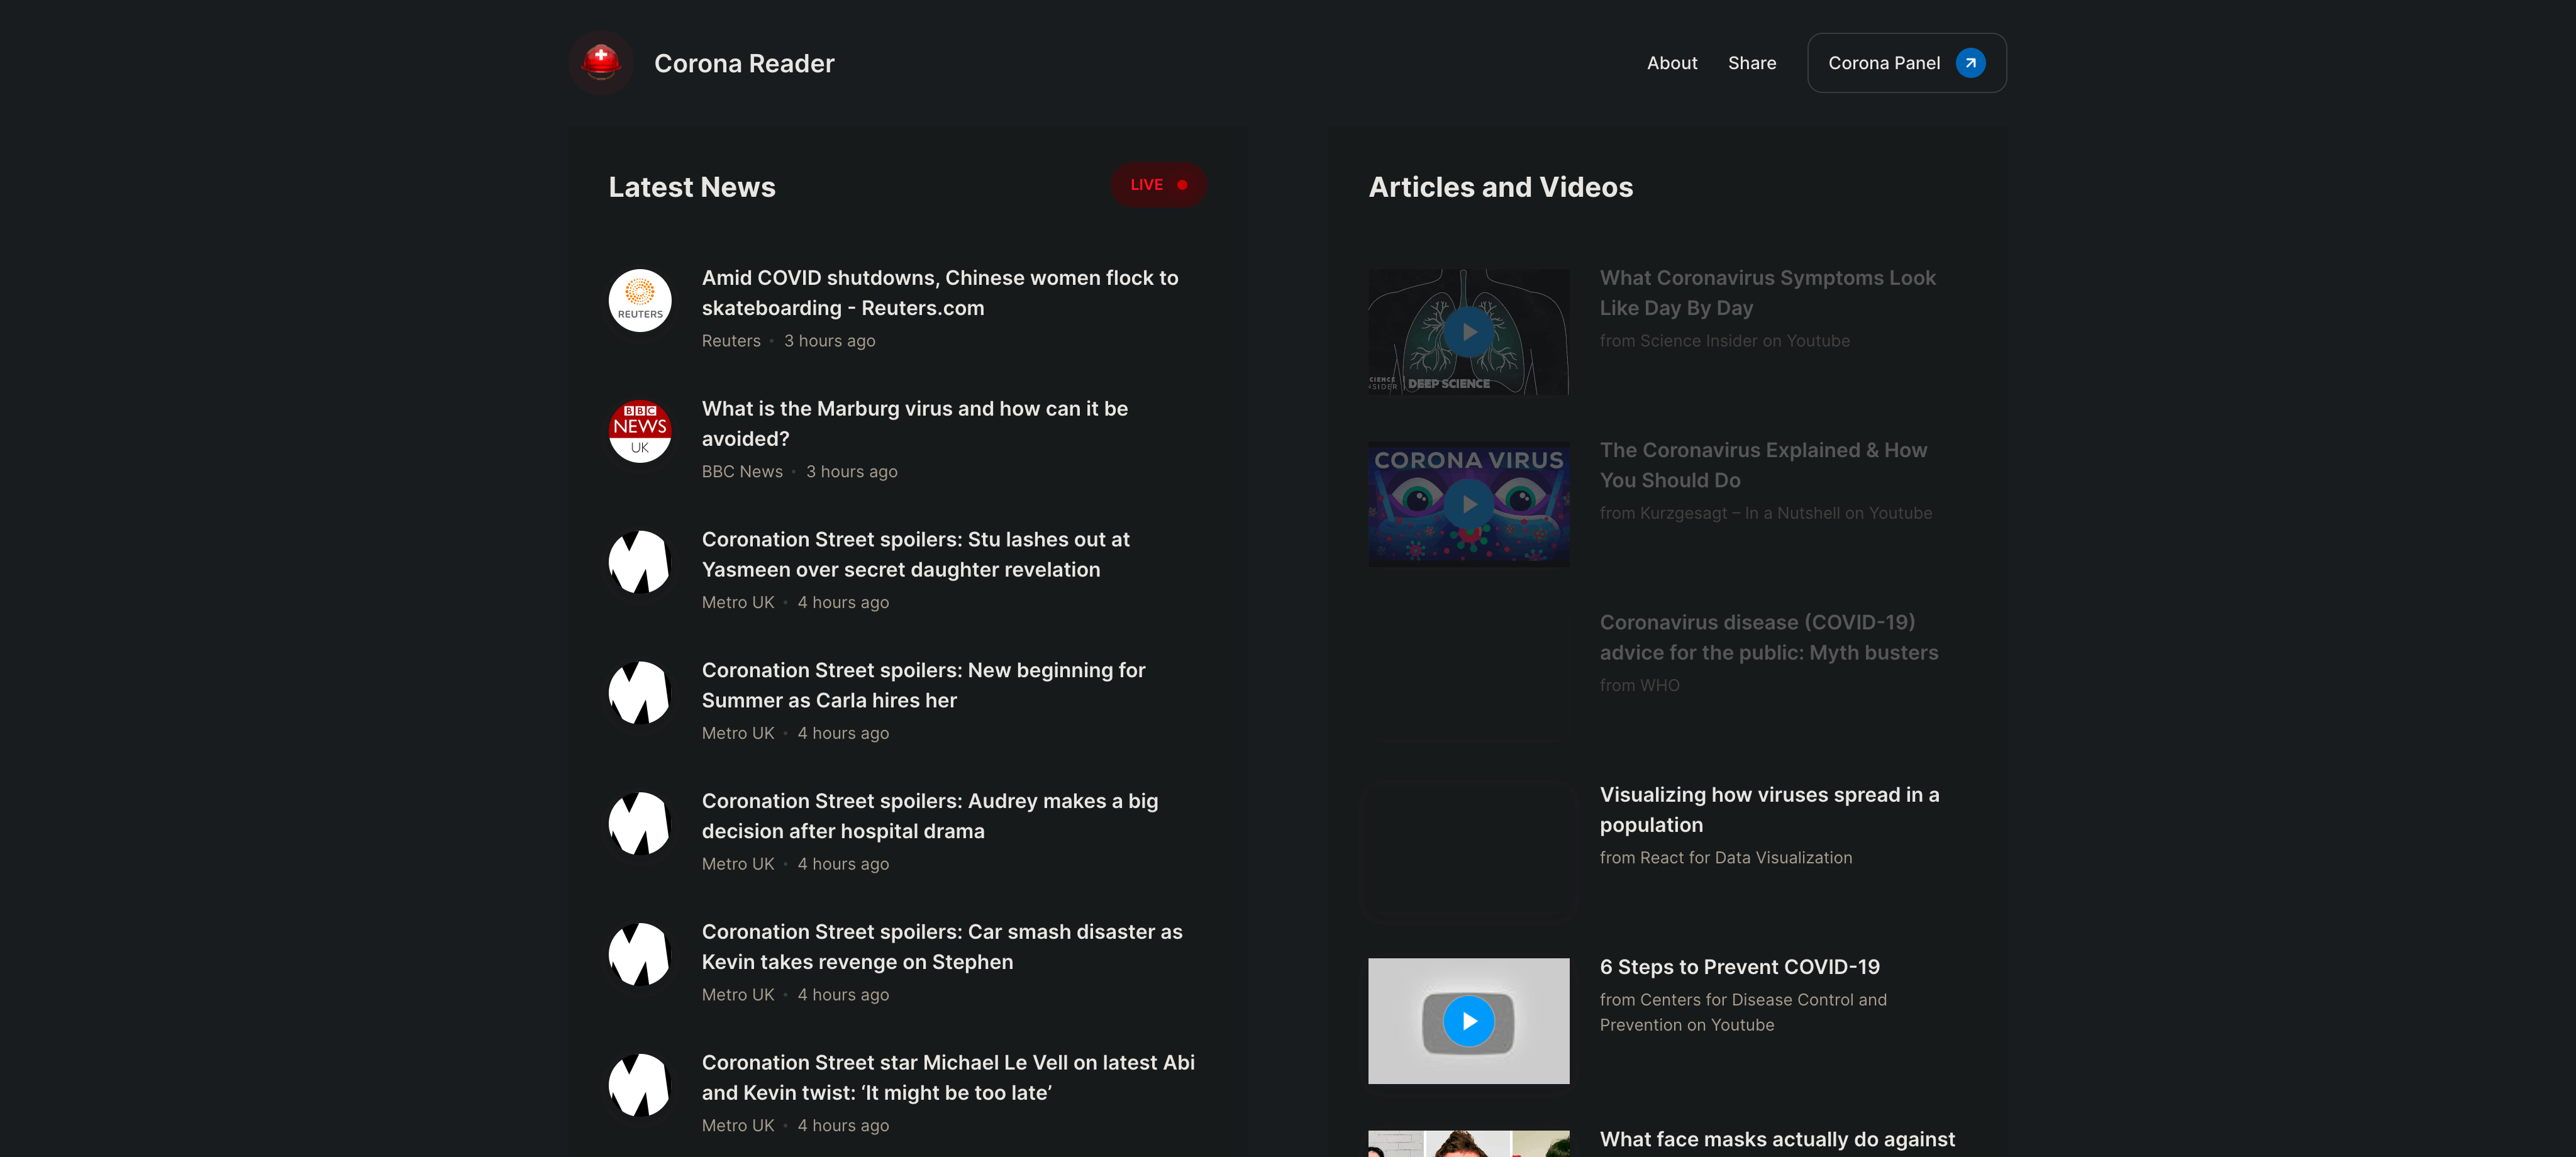 Corona Reader
About
Share
Corona Panel
Latest News
LIVE
REUTERS
Amid COVID shutdowns, Chinese women flock to
skateboarding - Reuters.com
Reuters • 3 hours ago
BBC
NEWS
UK
What is the Marburg virus and how can it be
avoided?
BBC News • 3 hours ago
Coronation Street spoilers: Stu lashes out at
Yasmeen over secret daughter revelation
Metro UK • 4 hours ago
Coronation Street spoilers: New beginning for
Summer as Carla hires her
Metro UK • 4 hours ago
Coronation Street spoilers: Audrey makes a big
decision after hospital drama
Metro UK • 4 hours ago
Coronation Street spoilers: Car smash disaster as
Kevin takes revenge on Stephen
Metro UK • 4 hours ago
Coronation Street star Michael Le Vell on latest Abi
and Kevin twist: ‘It might be too late’
Metro UK • 4 hours ago
Articles and Videos
CIENCE
NSIDER
DEEP SCIENCE
What Coronavirus Symptoms Look
Like Day By Day
from Science Insider on Youtube
CORONA VIRUS
The Coronavirus Explained & How
You Should Do
from Kurzgesagt – In a Nutshell on Youtube
Coronavirus disease (COVID-19)
advice for the public: Myth busters
from WHO
Visualizing how viruses spread in a
population
from React for Data Visualization
6 Steps to Prevent COVID-19
from Centers for Disease Control and
Prevention on Youtube
What face masks actually do against